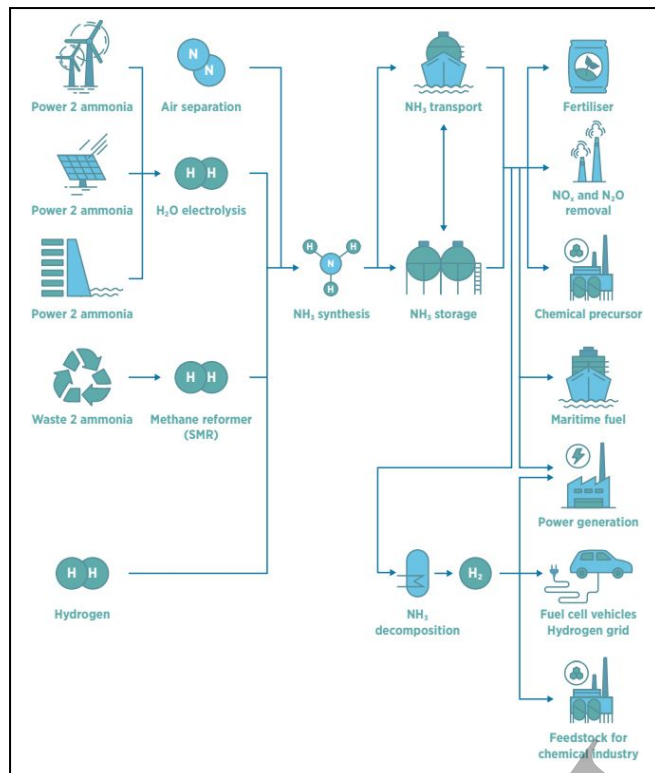 N
N
Power 2 ammonia
Air separation
NH₃ transport
Fertiliser
H H
Power 2 ammonia
H₂O electrolysis
NOₓ and N₂O
removal
H
H
N
H
Power 2 ammonia
NH₃ synthesis
NH₃ storage
Chemical precursor
H H
Waste 2 ammonia
Methane reformer
(SMR)
Maritime fuel
Power generation
H H
Hydrogen
NH₃
decomposition
H₂
Fuel cell vehicles
Hydrogen grid
Feedstock for
chemical industry